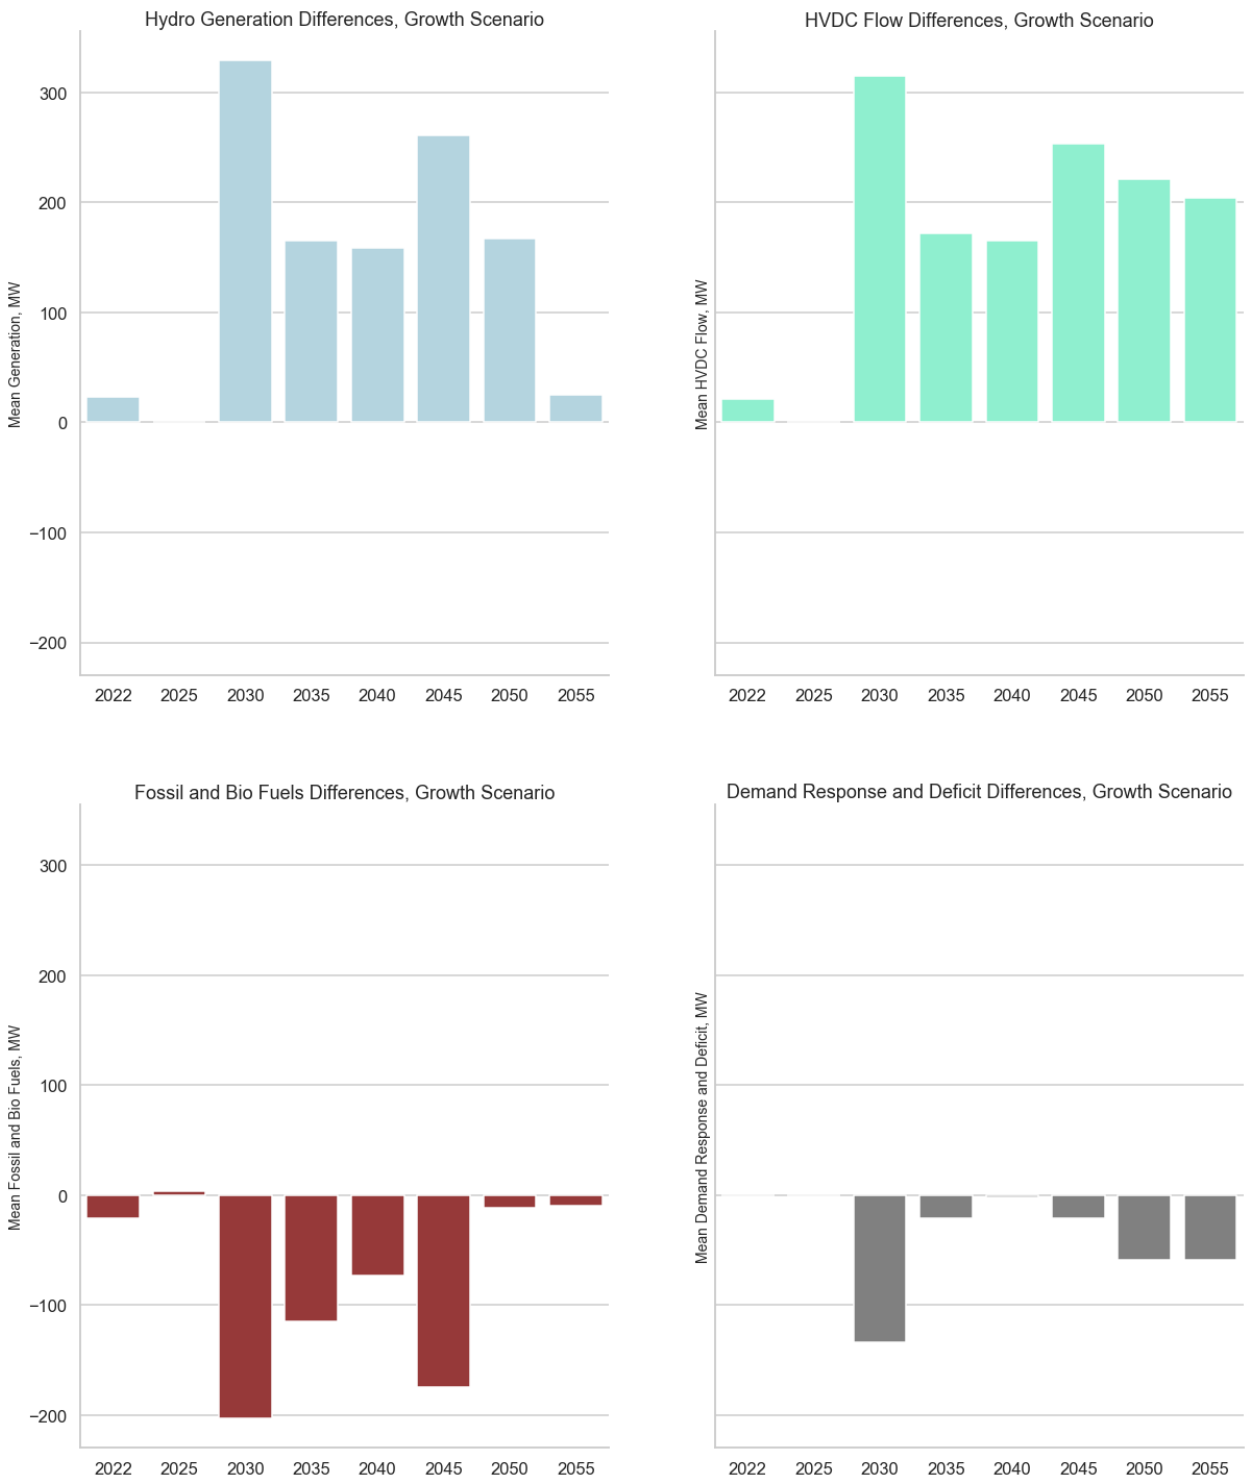 Hydro Generation Differences, Growth Scenario
Mean Generation, MW
300
200
100
0
−100
−200
2022 2025 2030 2035 2040 2045 2050 2055
HVDC Flow Differences, Growth Scenario
Mean HVDC Flow, MW
2022 2025 2030 2035 2040 2045 2050 2055
Fossil and Bio Fuels Differences, Growth Scenario
Mean Fossil and Bio Fuels, MW
300
200
100
0
−100
−200
2022 2025 2030 2035 2040 2045 2050 2055
Demand Response and Deficit Differences, Growth Scenario
Mean Demand Response and Deficit, MW
2022 2025 2030 2035 2040 2045 2050 2055